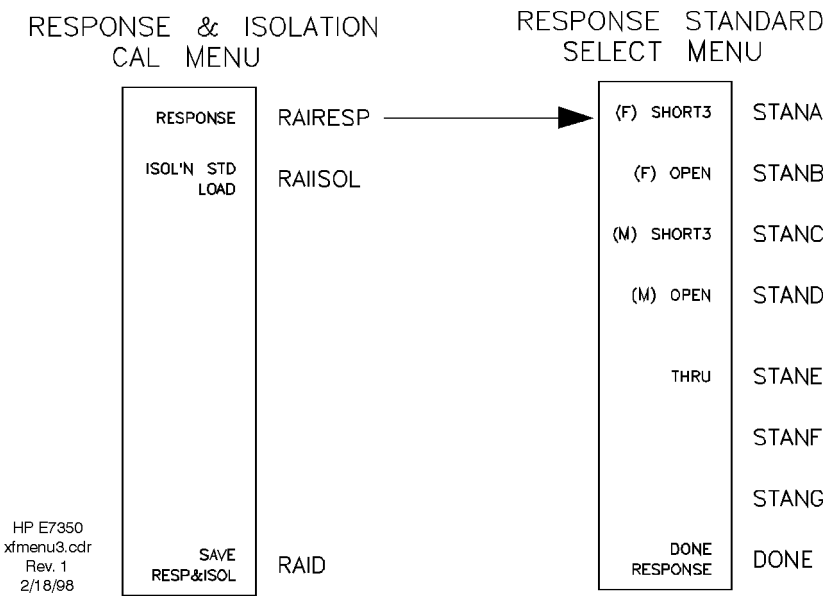 RESPONSE & ISOLATION
CAL MENU
RESPONSE RAIRESP
ISOL'N STD
LOAD RAIISOL
SAVE
RESP&ISOL RAID
RESPONSE STANDARD
SELECT MENU
(F) SHORT3 STANA
(F) OPEN STANB
(M) SHORT3 STANC
(M) OPEN STAND
THRU STANE
STANF
STANG
DONE
RESPONSE DONE
HP E7350
xfmenu3.cdr
Rev. 1
2/18/98